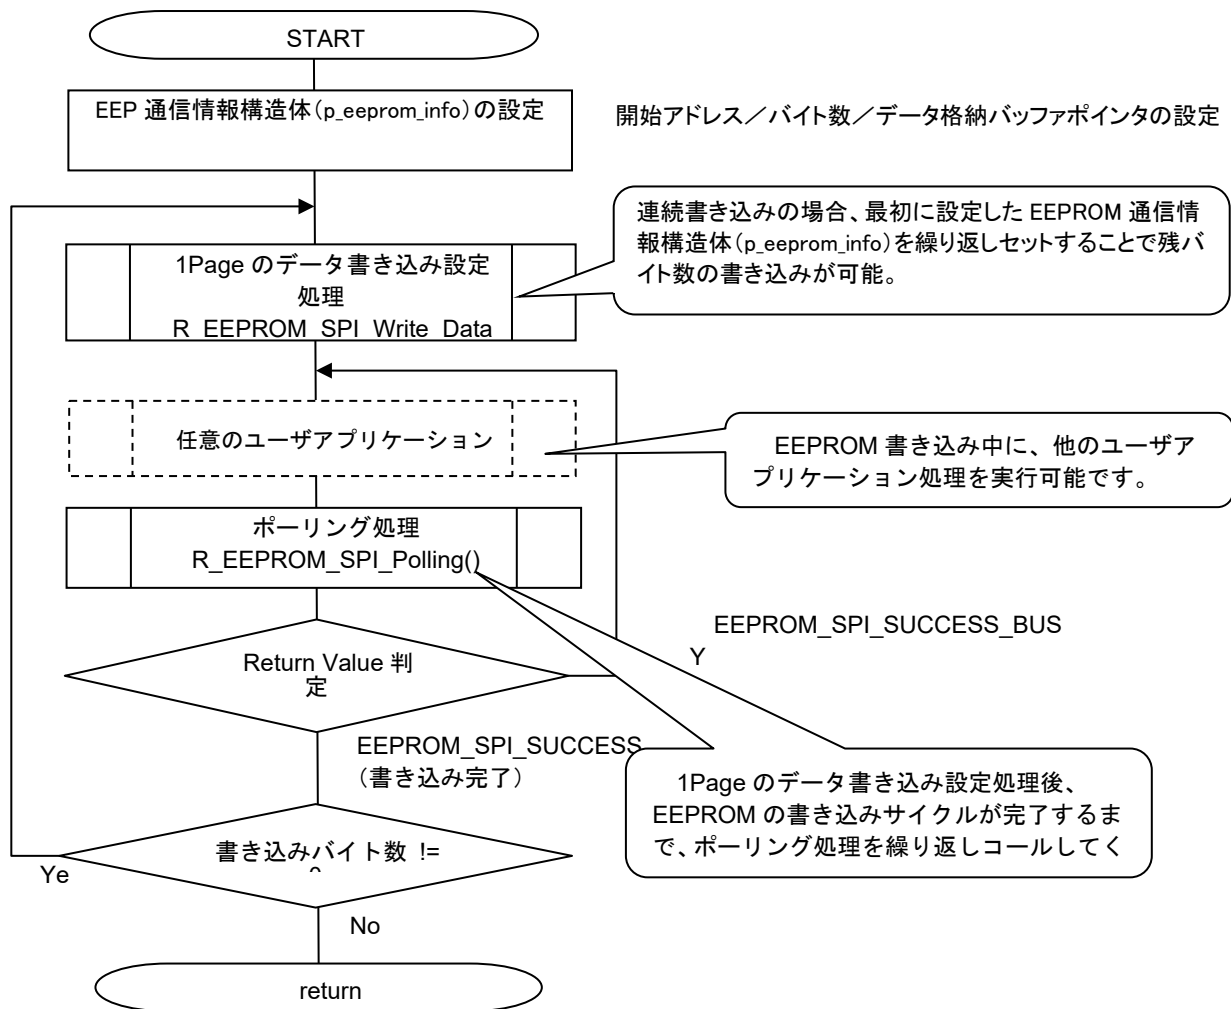 START
EEP 通信情報構造体(p_eeprom_info)の設定
開始アドレス／バイト数／データ格納バッファポインタの設定
連続書き込みの場合、最初に設定した EEPROM 通信情
報構造体(p_eeprom_info)を繰り返しセットすることで残バ
イト数の書き込みが可能。
1Page のデータ書き込み設定
処理
R_EEPROM_SPI_Write_Data
任意のユーザアプリケーション
EEPROM 書き込み中に、他のユーザア
プリケーション処理を実行可能です。
ポーリング処理
R_EEPROM_SPI_Polling()
EEPROM_SPI_SUCCESS_BUS
Y
Return Value 判
定
EEPROM_SPI_SUCCESS
（書き込み完了）
1Page のデータ書き込み設定処理後、
EEPROM の書き込みサイクルが完了するま
で、ポーリング処理を繰り返しコールしてく
書き込みバイト数 !=
Ye
No
return